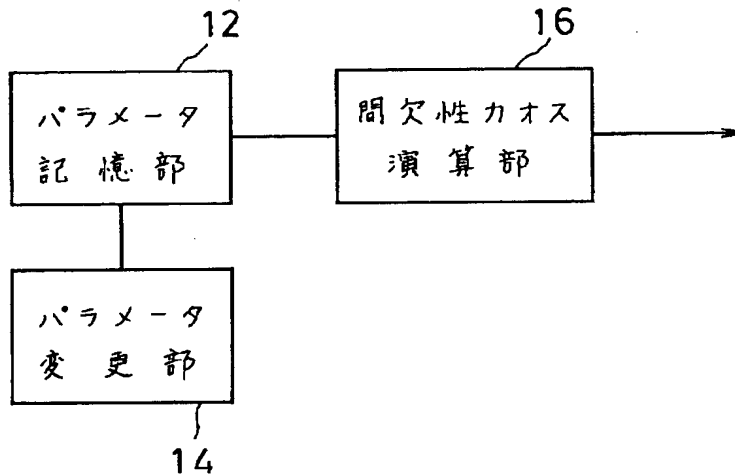 12
パラメータ
記憶部
16
間欠性カオス
演算部
パラメータ
変更部
14